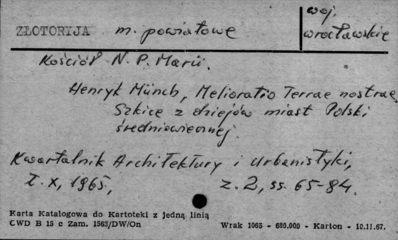 ZŁOTORYJA m. powiatowe
woj.
wrocławskie
Kościół N. P. Marii.
Henryk Münch, Melioratio Terrae nostrae.
Szkice z dziejów miast Polski
średniowiecznej.
Kwartalnik Architektury i Urbanistyki,
t. X, 1965, z. 2, ss. 65-84.
Karta Katalogowa do Kartoteki z jedną linią
CWD B 15 c Zam. 1563/DW/On Wrak 1065 - 680.000 - Karton - 10.11.67.